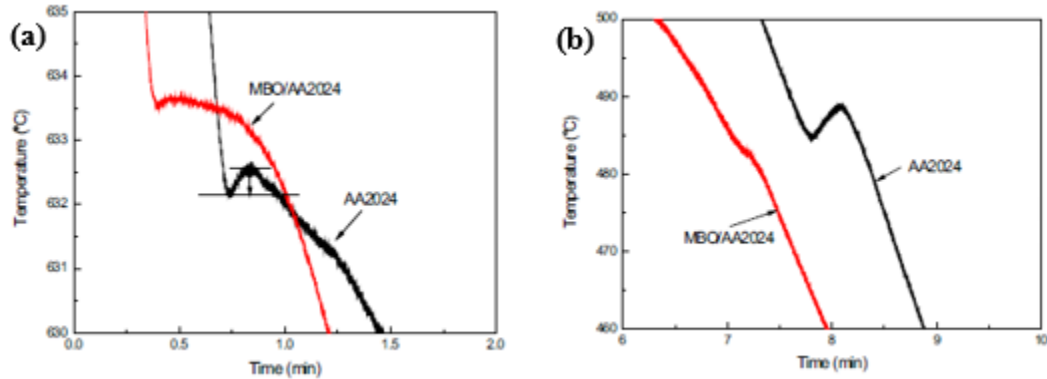 (a)
635
634
633
632
631
630
Temperature (°C)
MBO/AA2024
AA2024
0.0 0.5 1.0 1.5 2.0
Time (min)
(b)
500
490
480
470
460
Temperature (°C)
AA2024
MBO/AA2024
6 7 8 9 10
Time (min)